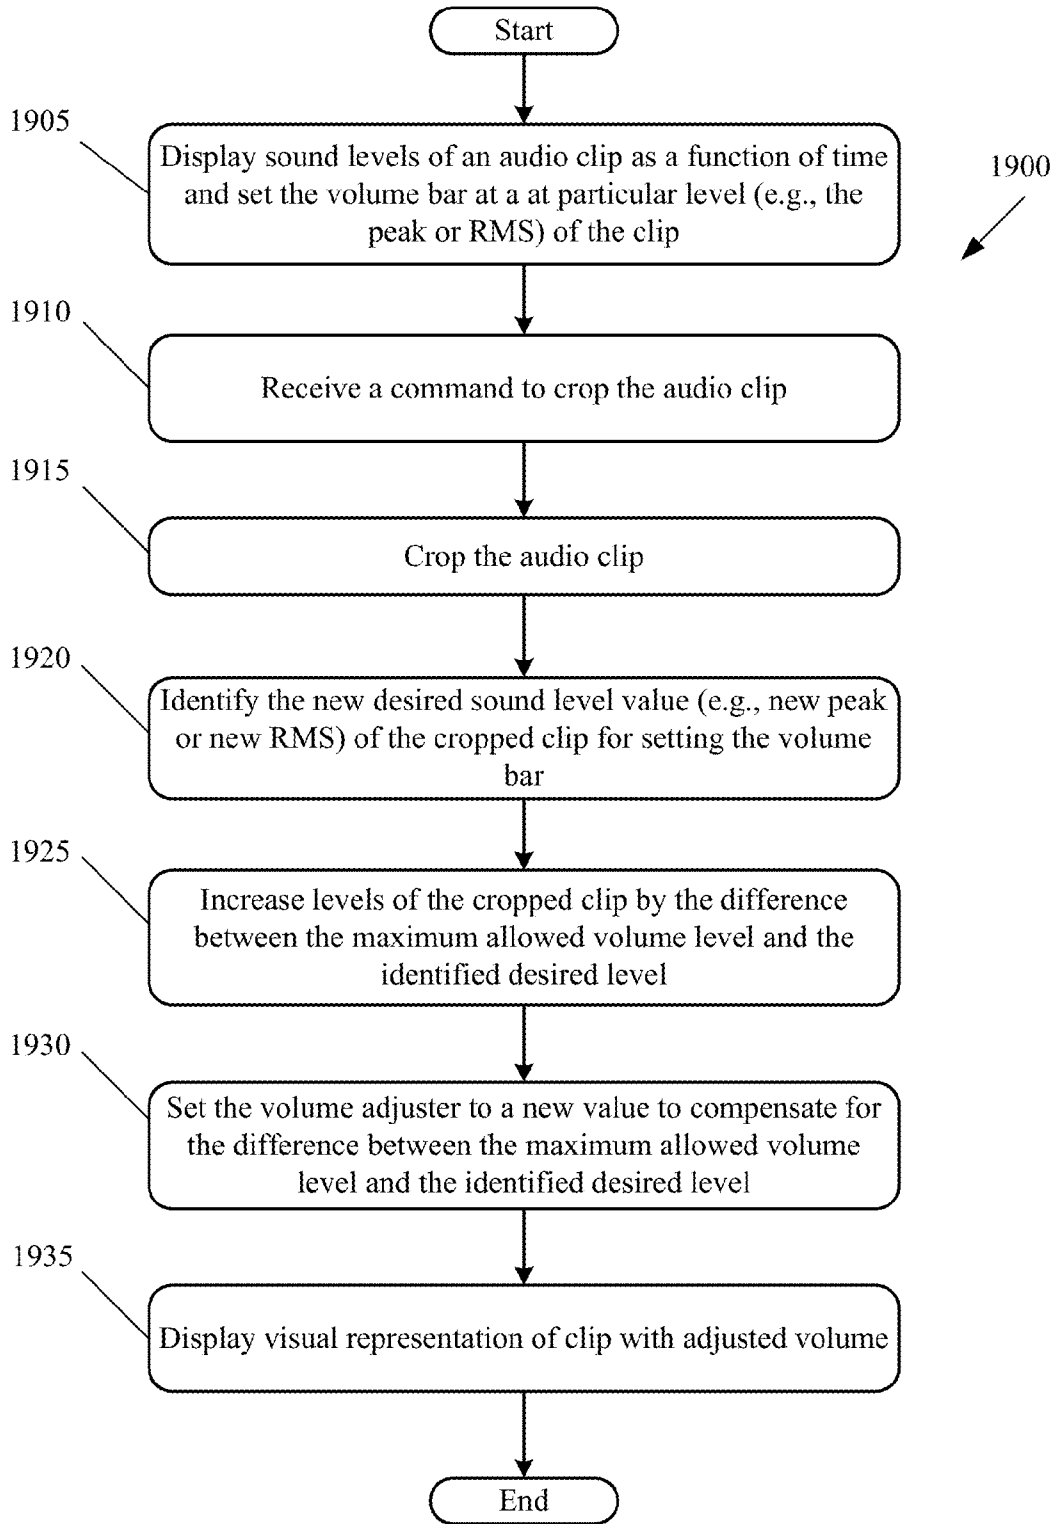 Start
1905
Display sound levels of an audio clip as a function of time
and set the volume bar at a at particular level (e.g., the
peak or RMS) of the clip
1900
1910
Receive a command to crop the audio clip
1915
Crop the audio clip
1920
Identify the new desired sound level value (e.g., new peak
or new RMS) of the cropped clip for setting the volume
bar
1925
Increase levels of the cropped clip by the difference
between the maximum allowed volume level and the
identified desired level
1930
Set the volume adjuster to a new value to compensate for
the difference between the maximum allowed volume
level and the identified desired level
1935
Display visual representation of clip with adjusted volume
End